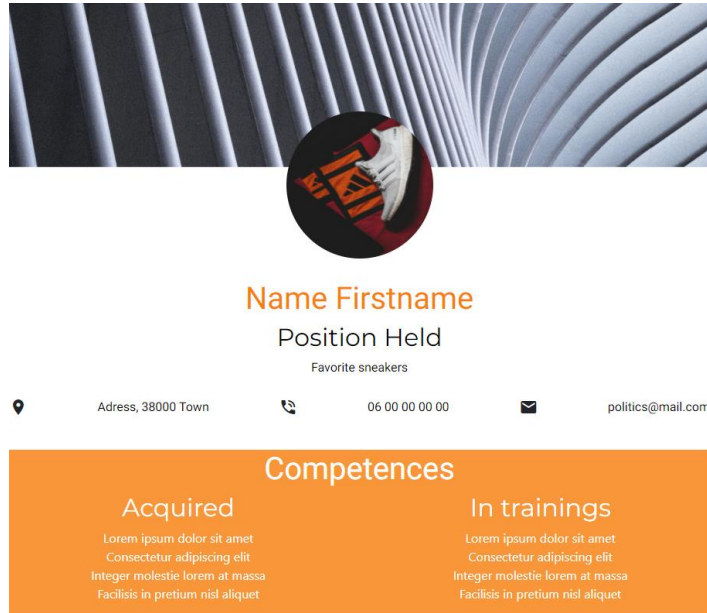 Name Firstname
Position Held
Favorite sneakers
Adress, 38000 Town 06 00 00 00 00 politics@mail.com
Competences
Acquired In trainings
Lorem ipsum dolor sit amet Lorem ipsum dolor sit amet
Consectetur adipiscing elit Consectetur adipiscing elit
Integer molestie lorem at massa Integer molestie lorem at massa
Facilisis in pretium nisl aliquet Facilisis in pretium nisl aliquet